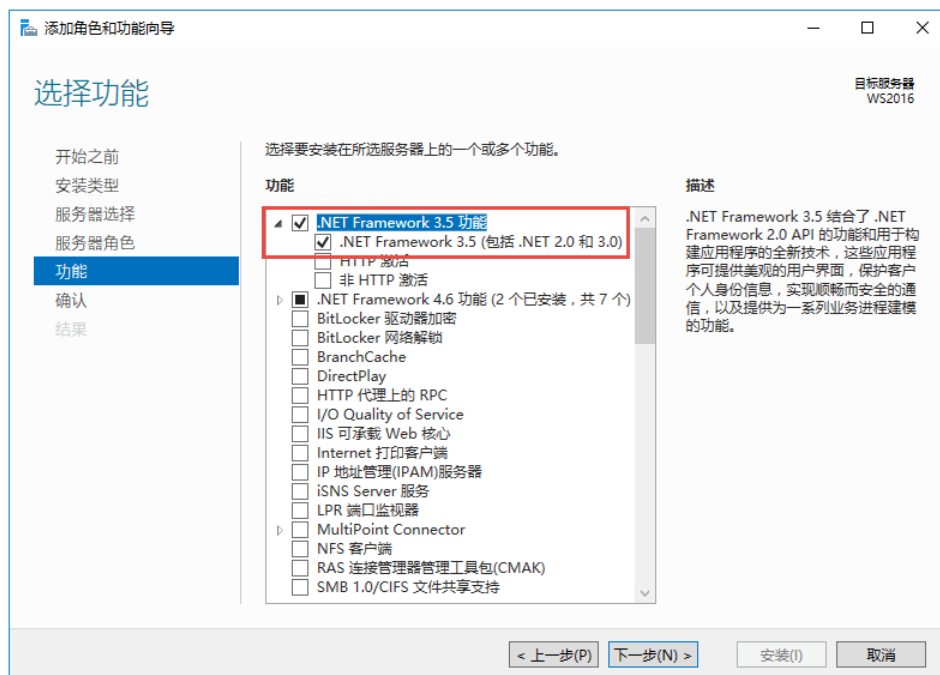 添加角色和功能向导
选择功能
目标服务器
WS2016
开始之前
安装类型
服务器选择
服务器角色
功能
确认
结果
选择要安装在所选服务器上的一个或多个功能。
功能
.NET Framework 3.5 功能
.NET Framework 3.5 (包括 .NET 2.0 和 3.0)
HTTP 激活
非 HTTP 激活
.NET Framework 4.6 功能 (2 个已安装，共 7 个)
BitLocker 驱动器加密
BitLocker 网络解锁
BranchCache
DirectPlay
HTTP 代理上的 RPC
I/O Quality of Service
IIS 可承载 Web 核心
Internet 打印客户端
IP 地址管理(IPAM)服务器
iSNS Server 服务
LPR 端口监视器
MultiPoint Connector
NFS 客户端
RAS 连接管理器管理工具包(CMAK)
SMB 1.0/CIFS 文件共享支持
描述
.NET Framework 3.5 结合了 .NET
Framework 2.0 API 的功能和用于构
建应用程序的全新技术，这些应用程
序可提供美观的用户界面，保护客户
个人身份信息，实现顺畅而安全的通
信，以及提供为一系列业务进程建模
的功能。
< 上一步(P)
下一步(N) >
安装(I)
取消